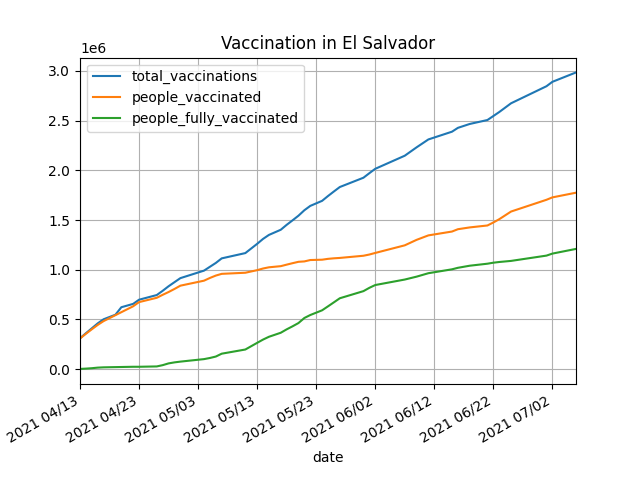 Vaccination in El Salvador
1e6
total_vaccinations
people_vaccinated
people_fully_vaccinated
3.0
2.5
2.0
1.5
1.0
0.5
0.0
2021 04/13
2021 04/23
2021 05/03
2021 05/13
2021 05/23
2021 06/02
2021 06/12
2021 06/22
2021 07/02
date